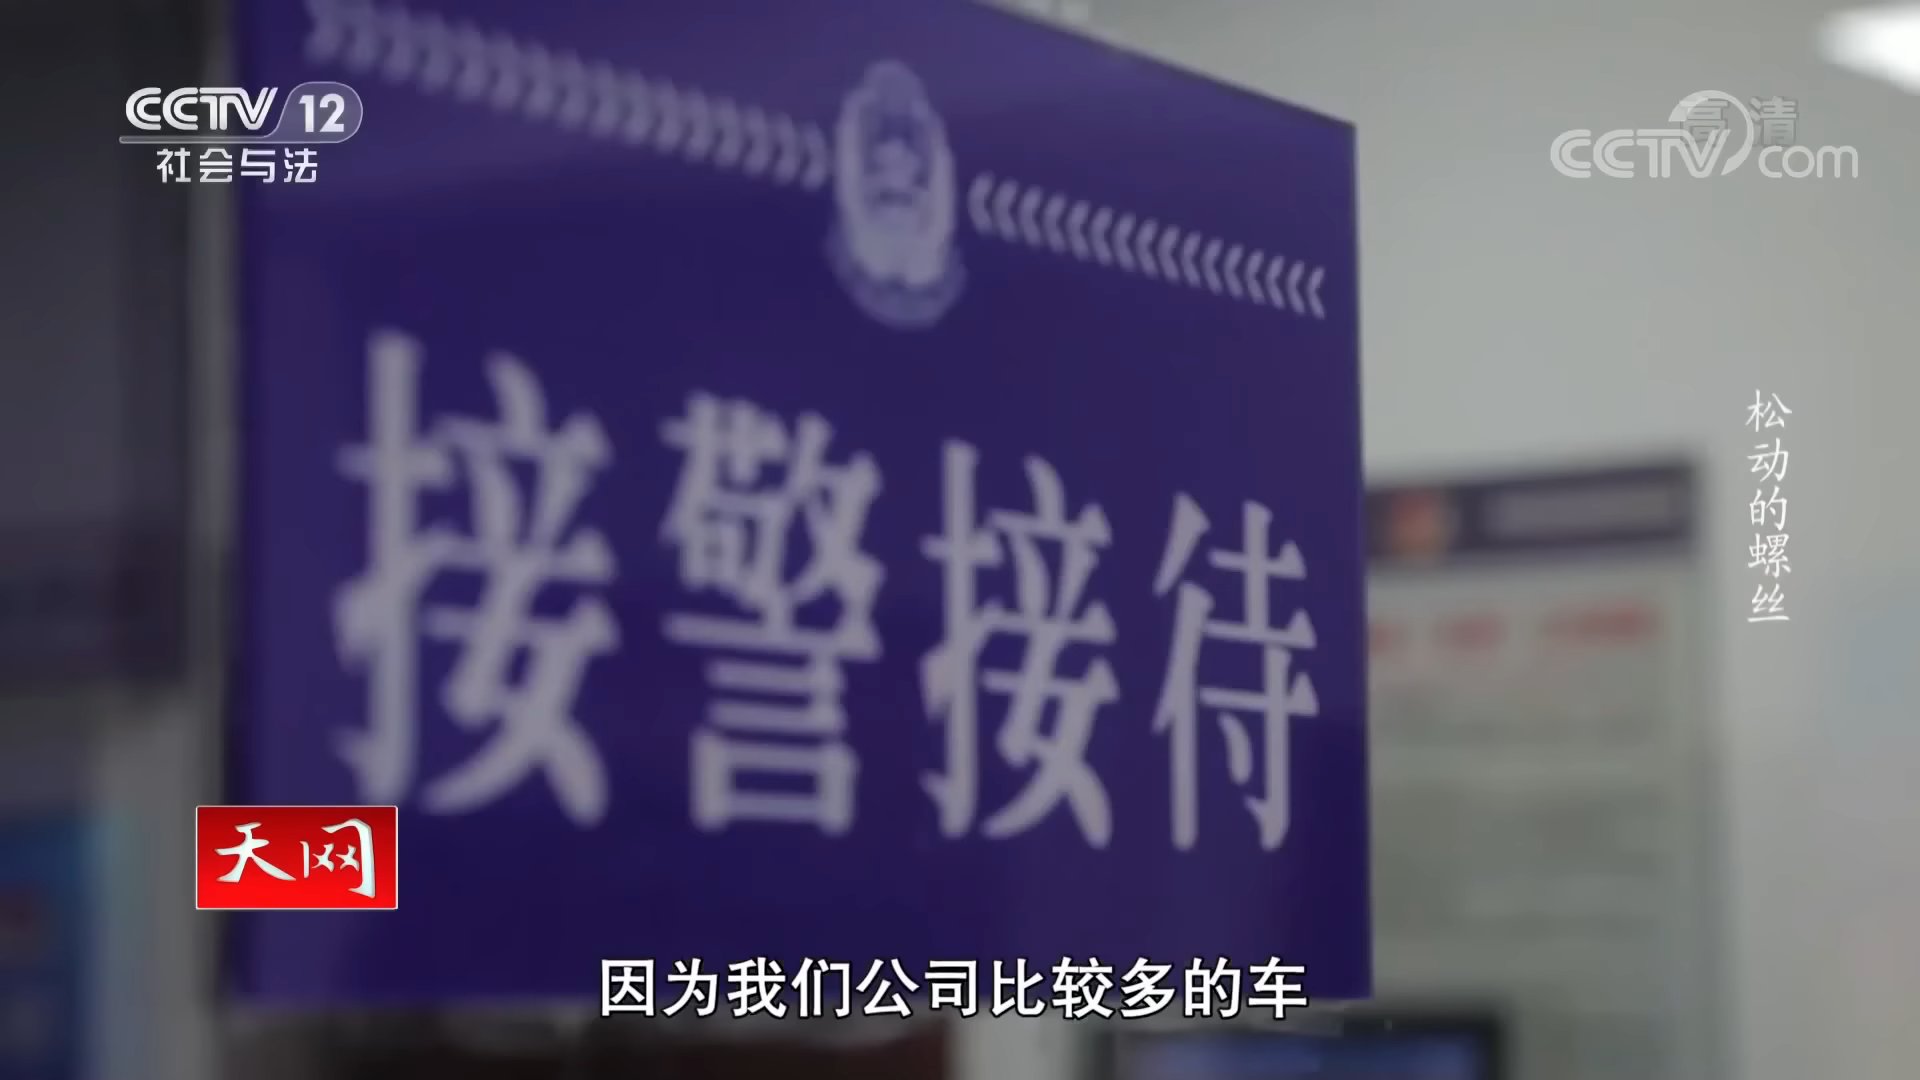 CCTV 12
社会与法
高清
CCTV.com
接警接待
松动的螺丝
天网
因为我们公司比较多的车